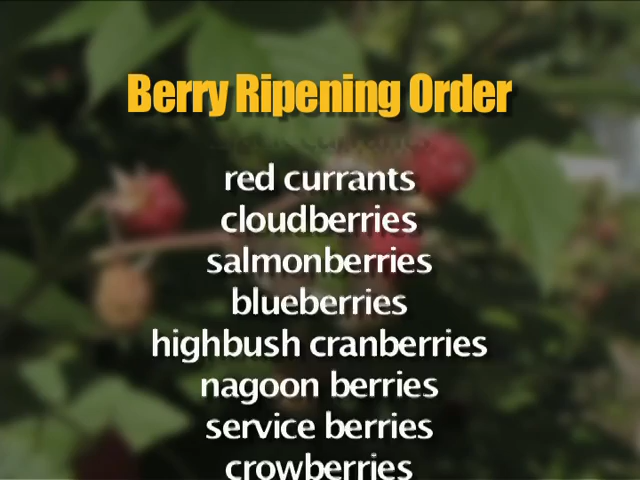 Berry Ripening Order
red currants
cloudberries
salmonberries
blueberries
highbush cranberries
nagoon berries
service berries
crowberries